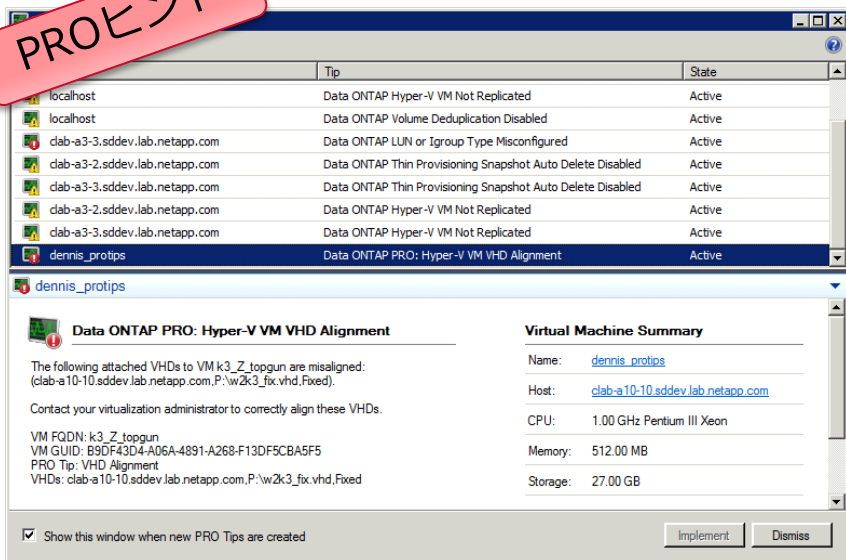 PROヒント
Tip
State
localhost
Data ONTAP Hyper-V VM Not Replicated
Active
localhost
Data ONTAP Volume Deduplication Disabled
Active
clab-a3-3.sddev.lab.netapp.com
Data ONTAP LUN or Igroup Type Misconfigured
Active
clab-a3-2.sddev.lab.netapp.com
Data ONTAP Thin Provisioning Snapshot Auto Delete Disabled
Active
clab-a3-3.sddev.lab.netapp.com
Data ONTAP Thin Provisioning Snapshot Auto Delete Disabled
Active
clab-a3-2.sddev.lab.netapp.com
Data ONTAP Hyper-V VM Not Replicated
Active
clab-a3-3.sddev.lab.netapp.com
Data ONTAP Hyper-V VM Not Replicated
Active
dennis_protips
Data ONTAP PRO: Hyper-V VM VHD Alignment
Active
dennis_protips
Data ONTAP PRO: Hyper-V VM VHD Alignment
The following attached VHDs to VM k3_Z_topgun are misaligned:
(clab-a10-10.sddev.lab.netapp.com,P:\w2k3_fix.vhd,Fixed).
Contact your virtualization administrator to correctly align these VHDs.
VM FQDN: k3_Z_topgun
VM GUID: B9DF43D4-A06A-4891-A268-F13DF5CBA5F5
PRO Tip: VHD Alignment
VHDs: clab-a10-10.sddev.lab.netapp.com,P:\w2k3_fix.vhd,Fixed
Virtual Machine Summary
Name: dennis_protips
Host: clab-a10-10.sddev.lab.netapp.com
CPU: 1.00 GHz Pentium III Xeon
Memory: 512.00 MB
Storage: 27.00 GB
Show this window when new PRO Tips are created
Implement
Dismiss